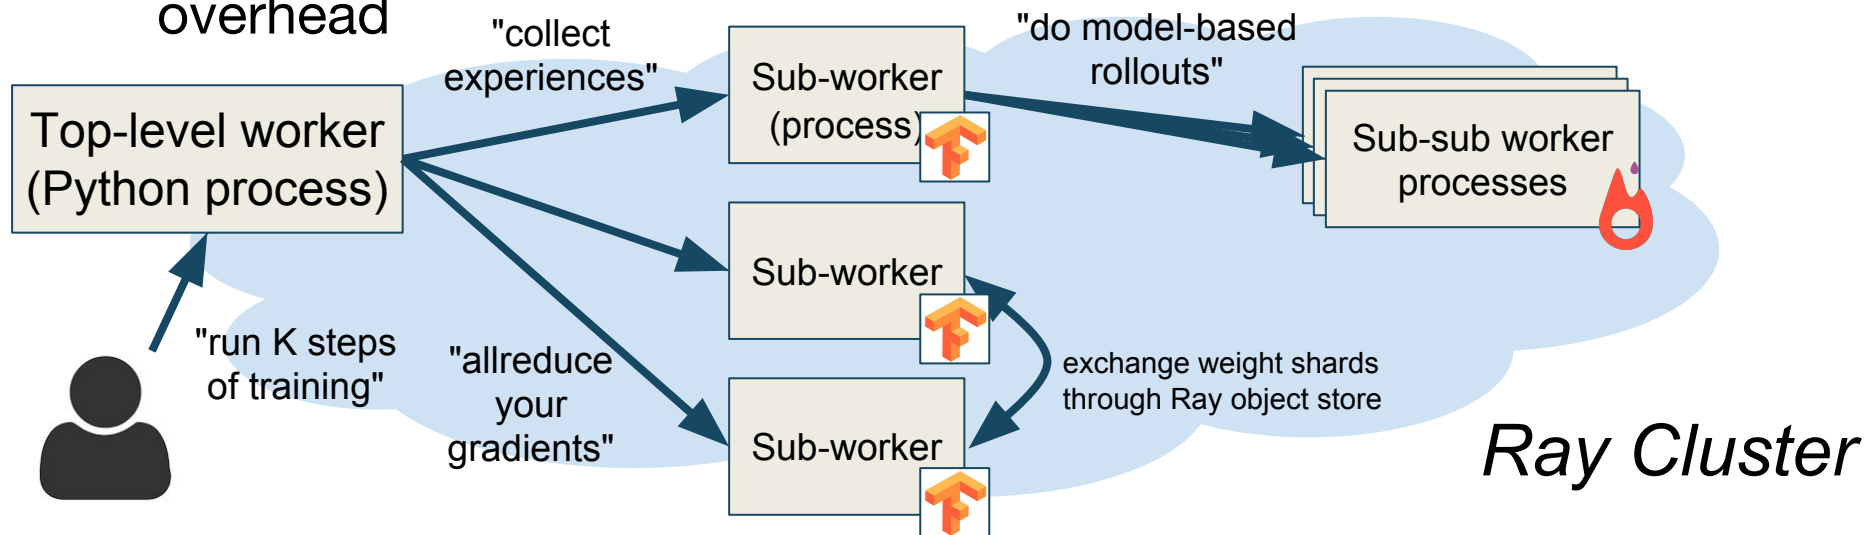 overhead
"collect
experiences"
"do model-based
rollouts"
Top-level worker
(Python process)
Sub-worker
(process)
Sub-sub worker
processes
Sub-worker
"run K steps
of training"
"allreduce
your
gradients"
exchange weight shards
through Ray object store
Sub-worker
Ray Cluster